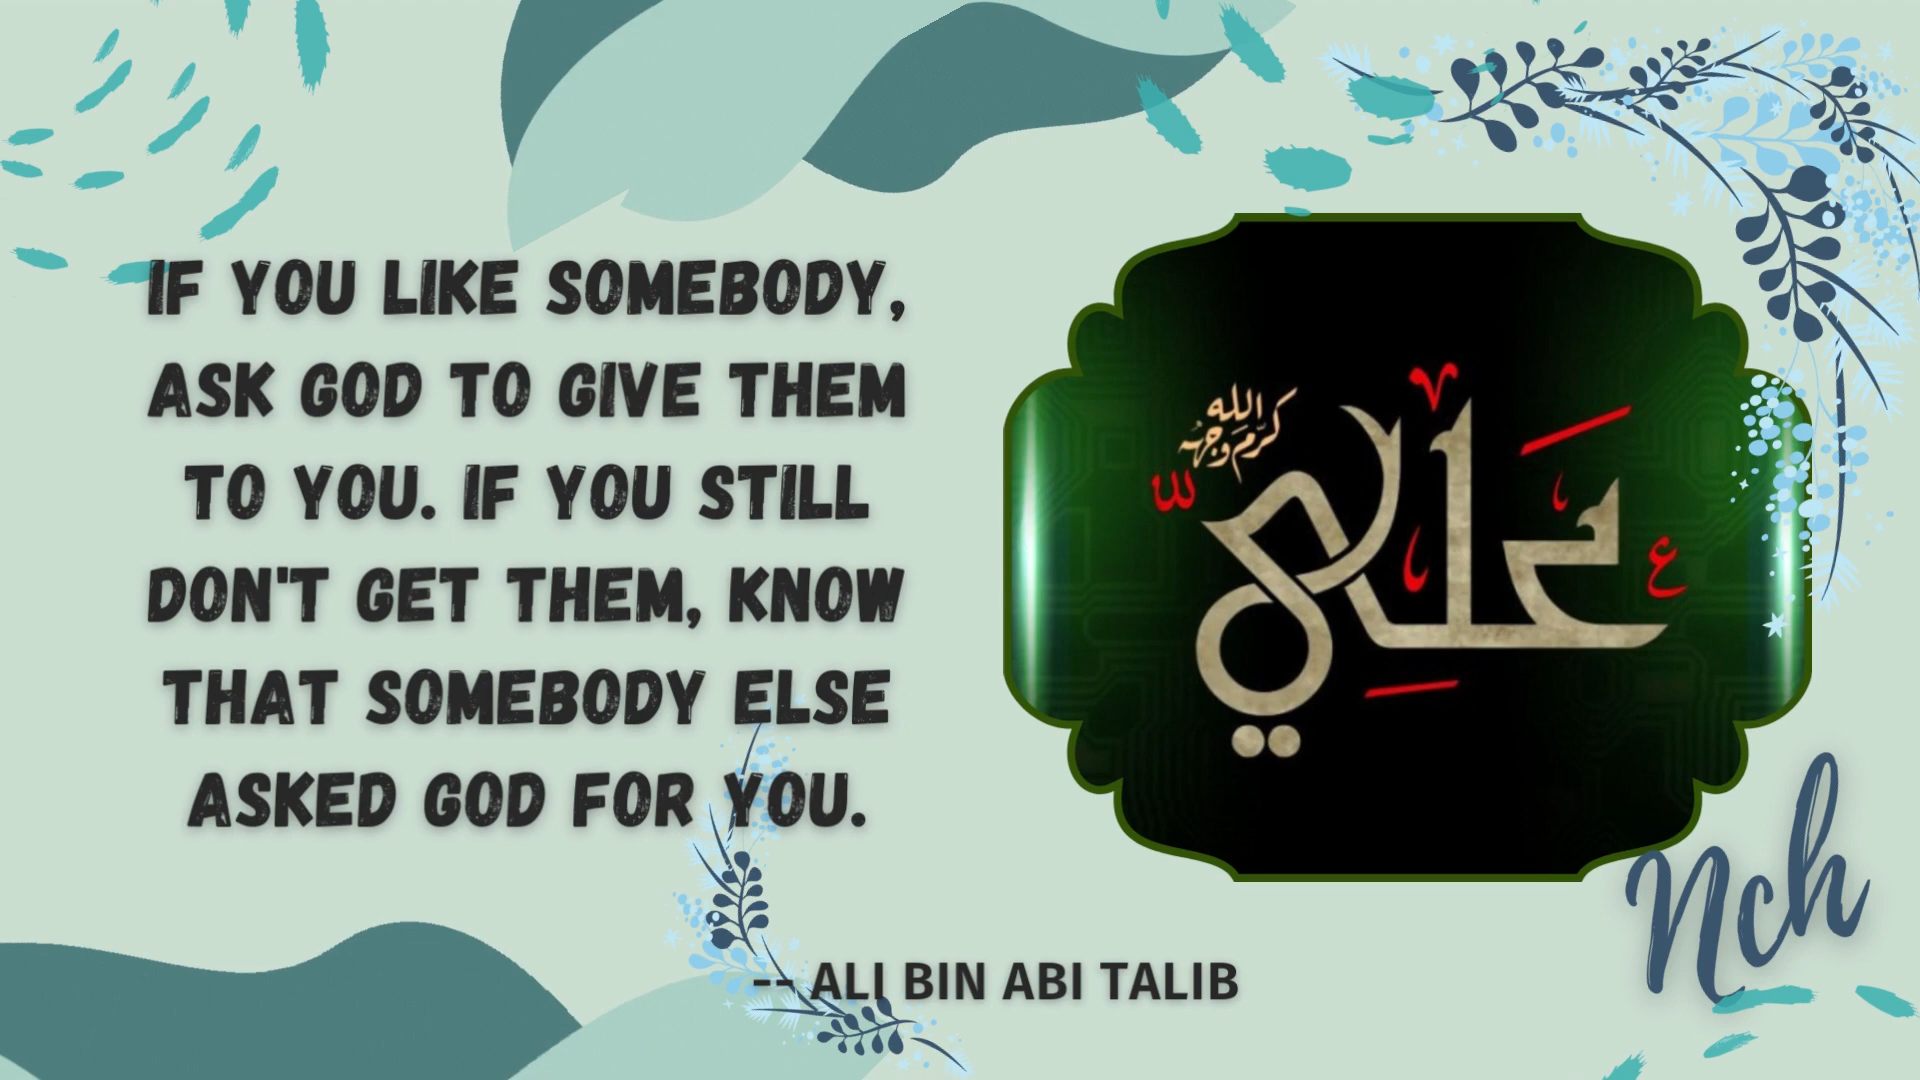 IF YOU LIKE SOMEBODY,
ASK GOD TO GIVE THEM
TO YOU. IF YOU STILL
DON'T GET THEM, KNOW
THAT SOMEBODY ELSE
ASKED GOD FOR YOU.
علي
كرم الله وجهه
-- ALI BIN ABI TALIB
Nch